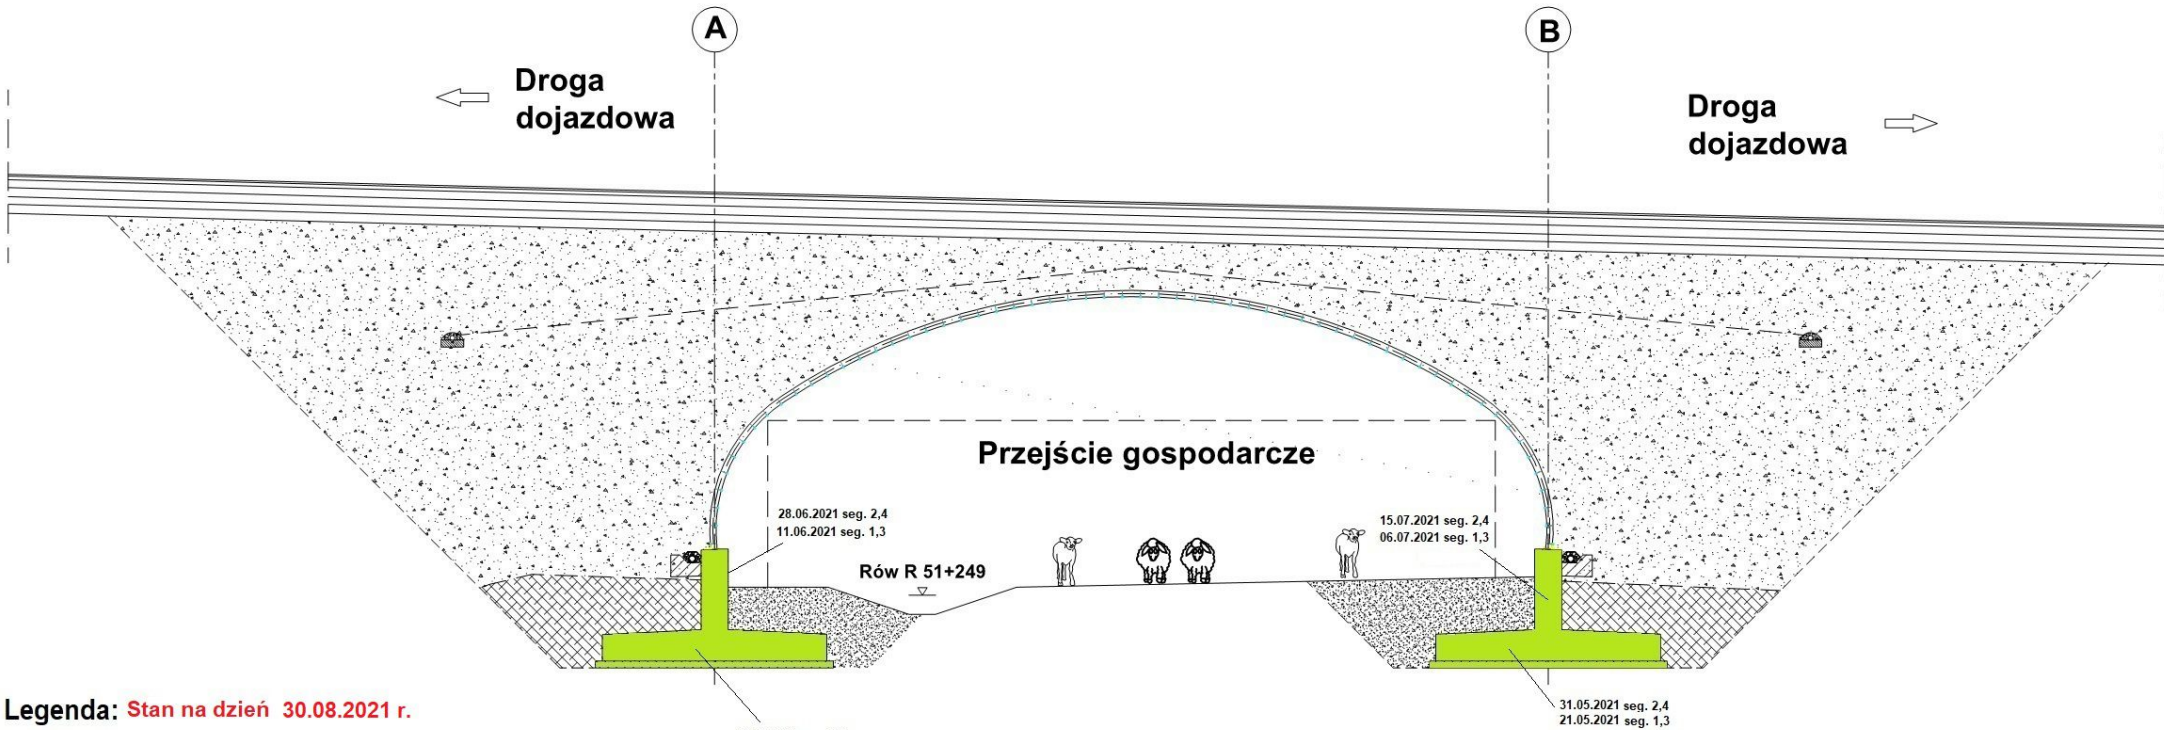 A
B
Droga
dojazdowa
Droga
dojazdowa
Przejście gospodarcze
28.06.2021 seg. 2,4
11.06.2021 seg. 1,3
15.07.2021 seg. 2,4
06.07.2021 seg. 1,3
Rów R 51+249
31.05.2021 seg. 2,4
21.05.2021 seg. 1,3
Legenda: Stan na dzień 30.08.2021 r.